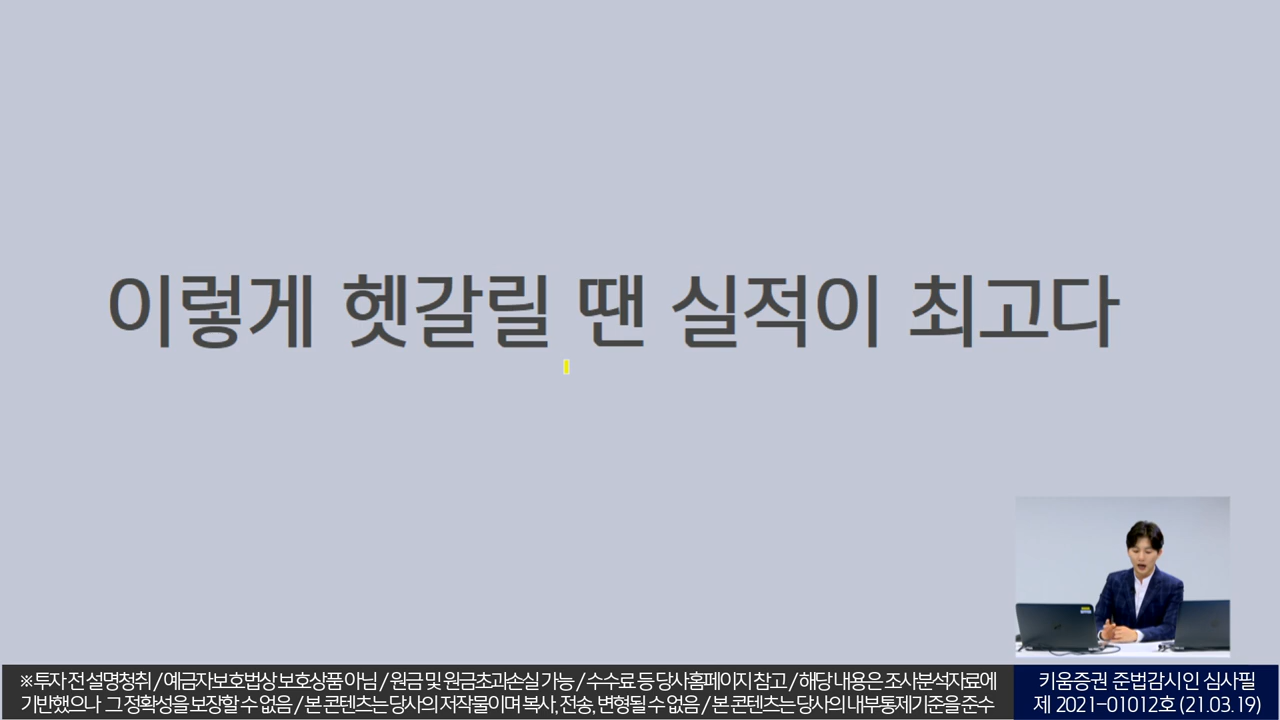 이렇게 헷갈릴 땐 실적이 최고다
※ 투자 전 설명청취 / 예금자보호법상 보호상품 아님 / 원금 및 원금초과손실 가능 / 수수료 등 당사홈페이지 참고 / 해당 내용은 조사분석자료에
기반했으나 그 정확성을 보장할 수 없음 / 본 콘텐츠는 당사의 저작물이며 복사, 전송, 변형될 수 없음 / 본 콘텐츠는 당사의 내부통제기준을 준수
키움증권 준법감시인 심사필
제 2021-01012호 (21.03.19)